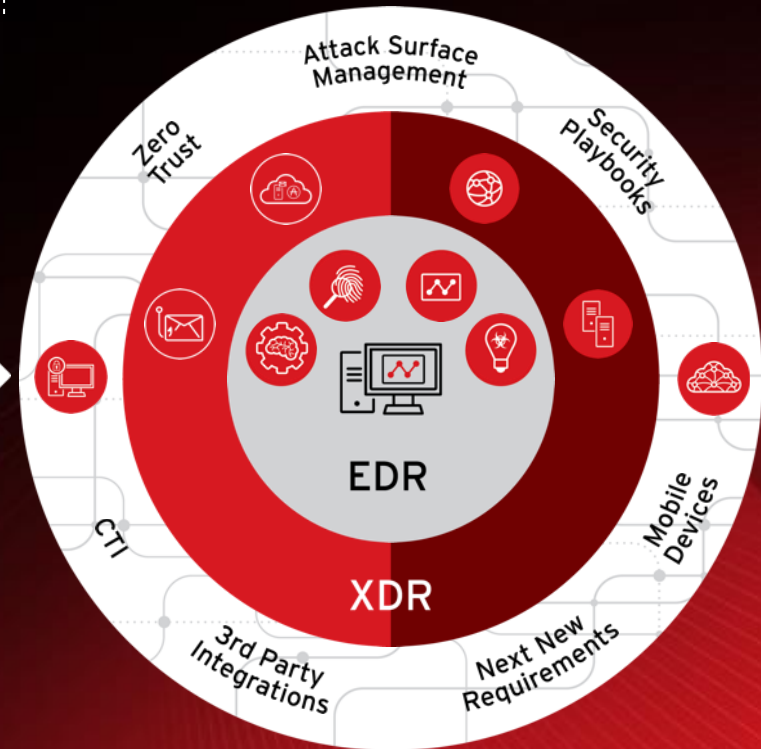 Attack Surface
Management
Zero
Trust
Security
Playbooks
EDR
XDR
CTI
Mobile
Devices
3rd Party
Integrations
Next New
Requirements